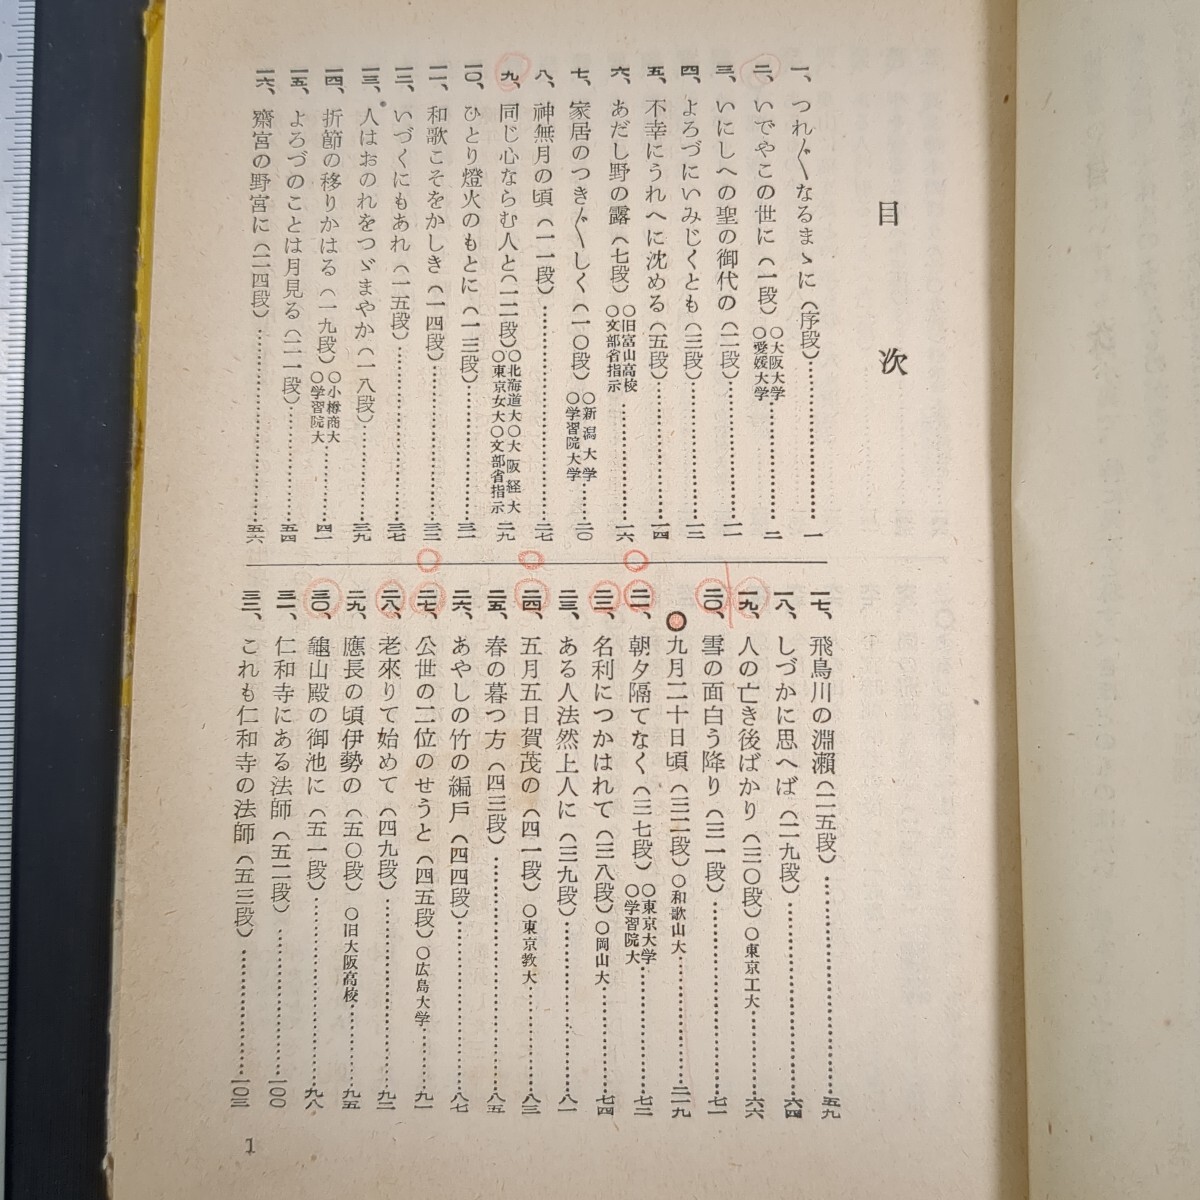 目次
一、つれ〴〵なるまゝに(序段)……一
二、いでやこの世に(一段)○大阪大学○愛媛大学……二
三、いにしへの聖の御代の(二段)……一一
四、よろづにいみじくとも(三段)……一二
五、不幸にうれへに沈める(五段)……一四
六、あだし野の露(七段)○旧富山高校○文部省指示……一六
七、家居のつき〴〵しく(一〇段)○新潟大学○学習院大学……二〇
八、神無月の頃(一一段)……二七
九、同じ心ならむ人と(一二段)○北海道大○大阪経大○東京女大○文部省指示 二九
一〇、ひとり燈火のもとに(一三段)……三一
一一、和歌こそをかしき(一四段)……三三
一二、いづくにもあれ(一五段)……三七
一三、人はおのれをつゞまやか(一八段)……三九
一四、折節の移りかはる(一九段)○小樽商大○学習院大……四一
一五、よろづのことは月見る(二一段)……五四
一六、齋宮の野宮に(二四段)……五六
一七、飛鳥川の淵瀬(二五段)……五九
一八、しづかに思へば(二九段)……六四
一九、人の亡き後ばかり(三〇段)○東京工大……六六
二〇、雪の面白う降り(三一段)……七一
○九月二十日頃(三二段)○和歌山大……二一九
二一、朝夕隔てなく(三七段)○東京大学○学習院大……七二
二二、名利につかはれて(三八段)○岡山大……七四
二三、ある人法然上人に(三九段)……八一
二四、五月五日賀茂の(四一段)○東京教大……八三
二五、春の暮つ方(四三段)……八五
二六、あやしの竹の編戸(四四段)……八七
二七、公世の二位のせうと(四五段)○広島大学……九一
二八、老來りて始めて(四九段)……九二
二九、應長の頃伊勢の(五〇段)○旧大阪高校……九五
三〇、龜山殿の御池に(五一段)……九八
三一、仁和寺にある法師(五二段)……一〇〇
三二、これも仁和寺の法師(五三段)……一〇三
1